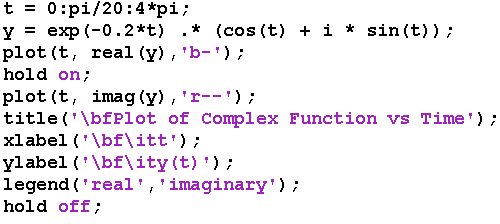 t = 0:pi/20:4*pi;
y = exp(-0.2*t) .* (cos(t) + i * sin(t));
plot(t, real(y),'b-');
hold on;
plot(t, imag(y),'r--');
title('\bfPlot of Complex Function vs Time');
xlabel('\bf\itt');
ylabel('\bf\ity(t)');
legend('real','imaginary');
hold off;